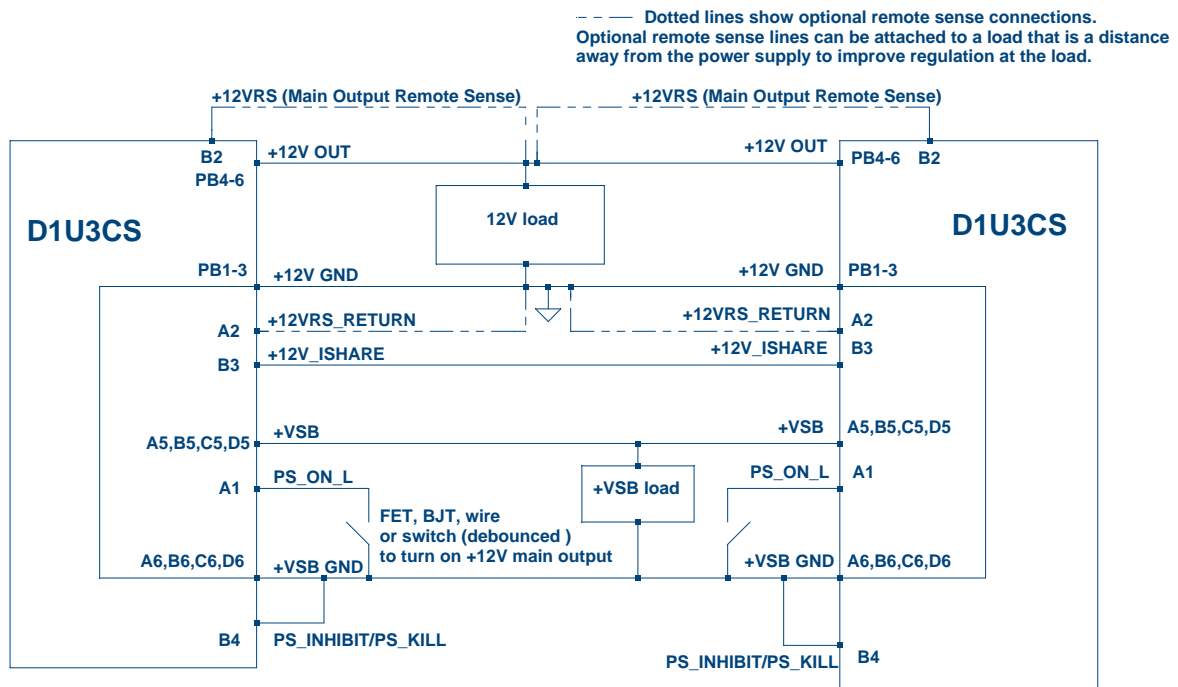 Dotted lines show optional remote sense connections.
Optional remote sense lines can be attached to a load that is a distance
away from the power supply to improve regulation at the load.
+12VRS (Main Output Remote Sense)
+12VRS (Main Output Remote Sense)
B2
+12V OUT
+12V OUT
PB4-6
B2
PB4-6
D1U3CS
12V load
D1U3CS
PB1-3
+12V GND
+12V GND
PB1-3
A2
+12VRS_RETURN
+12VRS_RETURN
A2
B3
+12V_ISHARE
+12V_ISHARE
B3
A5,B5,C5,D5
+VSB
+VSB
A5,B5,C5,D5
A1
PS_ON_L
+VSB load
PS_ON_L
A1
FET, BJT, wire
or switch (debounced )
to turn on +12V main output
A6,B6,C6,D6
+VSB GND
+VSB GND
A6,B6,C6,D6
B4
PS_INHIBIT/PS_KILL
PS_INHIBIT/PS_KILL
B4